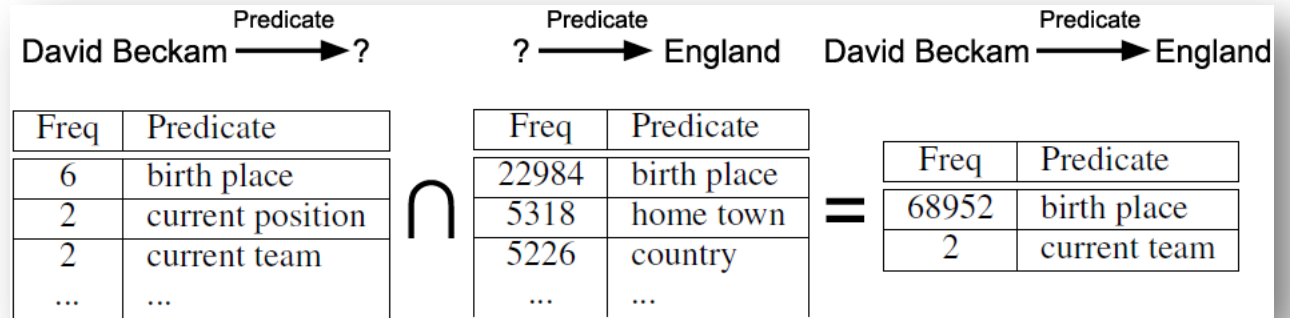 Predicate Predicate Predicate
David Beckam ? ? England David Beckam England
Freq Predicate
6 birth place
2 current position
2 current team
... ...
∩
Freq Predicate
22984 birth place
5318 home town
5226 country
... ...
=
Freq Predicate
68952 birth place
2 current team